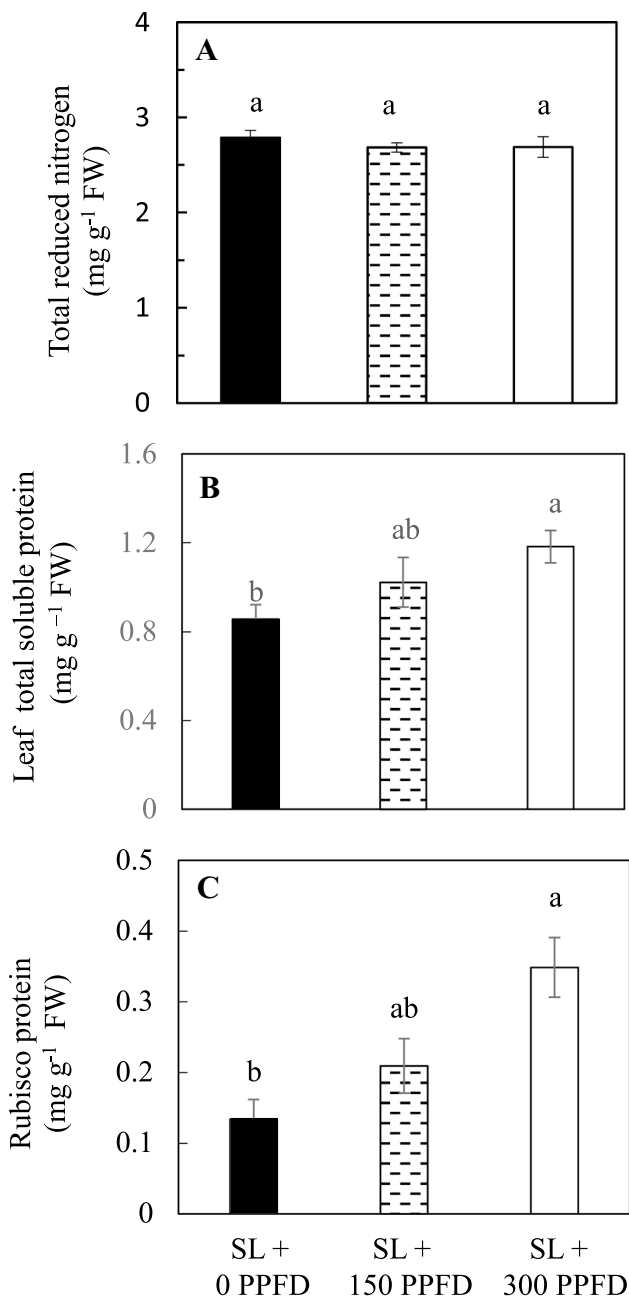 A
4
3
2
1
0
a
a
a
Total reduced nitrogen
(mg g⁻¹ FW)
B
1.6
1.2
0.8
0.4
0
b
ab
a
Leaf total soluble protein
(mg g⁻¹ FW)
C
0.5
0.4
0.3
0.2
0.1
0
b
ab
a
Rubisco protein
(mg g⁻¹ FW)
SL +
0 PPFD
SL +
150 PPFD
SL +
300 PPFD